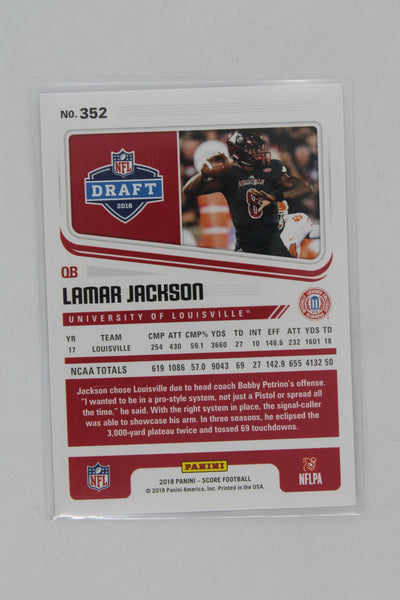 NO. 352
NFL
DRAFT
2018
QB
LAMAR JACKSON
UNIVERSITY OF LOUISVILLE®
YR TEAM CMP ATT CMP% YDS TD INT EFF ATT YDS TD
17 LOUISVILLE 254 430 59.1 3660 27 10 146.6 232 1601 18
NCAA TOTALS 619 1086 57.0 9043 69 27 142.9 655 4132 50
Jackson chose Louisville due to head coach Bobby Petrino's offense.
"I wanted to be in a pro-style system, not just a Pistol or spread all
the time," he said. With the right system in place, the signal-caller
was able to showcase his arm. In three seasons, he eclipsed the
3,000-yard plateau twice and tossed 69 touchdowns.
NFL
PANINI
NFLPA
2018 PANINI – SCORE FOOTBALL
© 2018 Panini America, Inc. Printed in the USA.